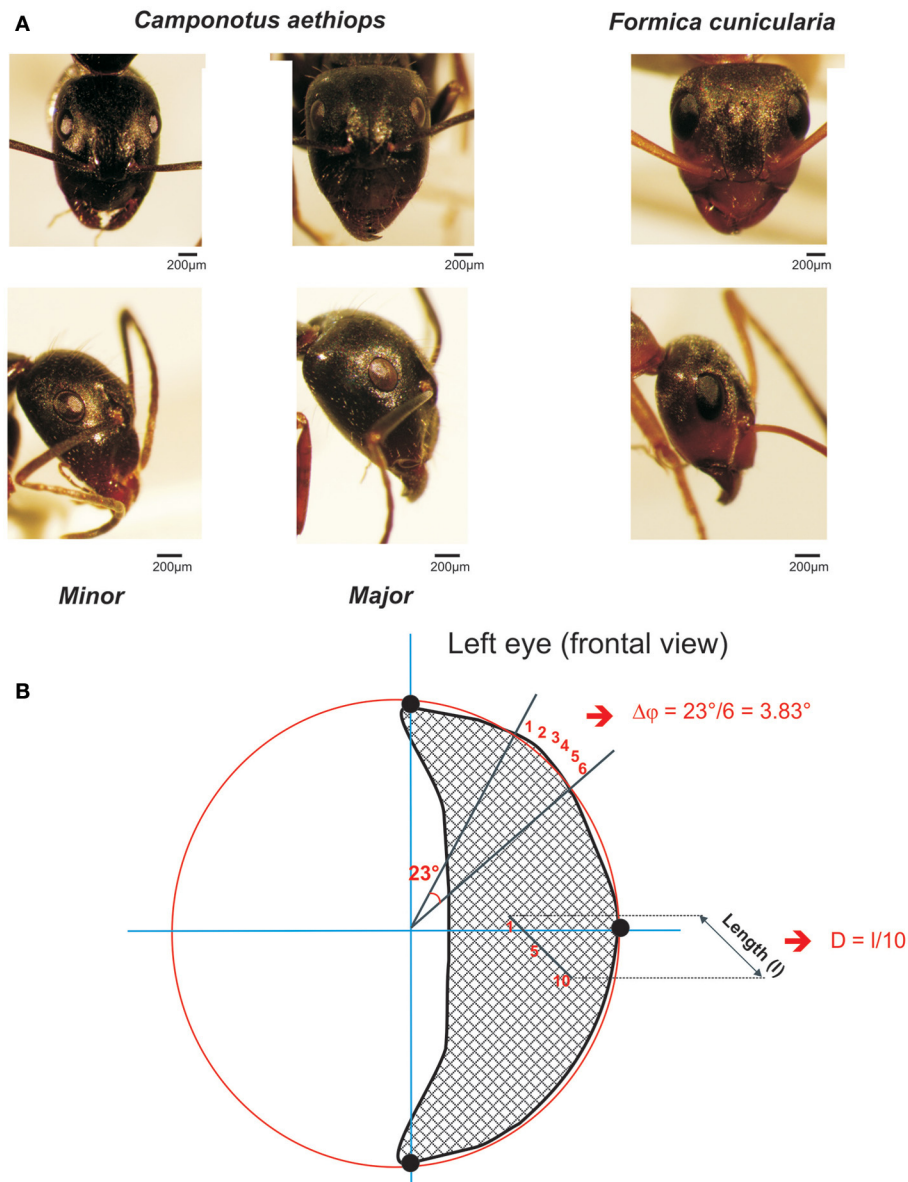 A
Camponotus aethiops
Formica cunicularia
200µm
200µm
200µm
200µm
200µm
200µm
Minor
Major
Left eye (frontal view)
B
1 2 3 4 5 6
➔ Δφ = 23°/6 = 3.83°
23°
1
5
10
Length (l)
➔ D = l/10